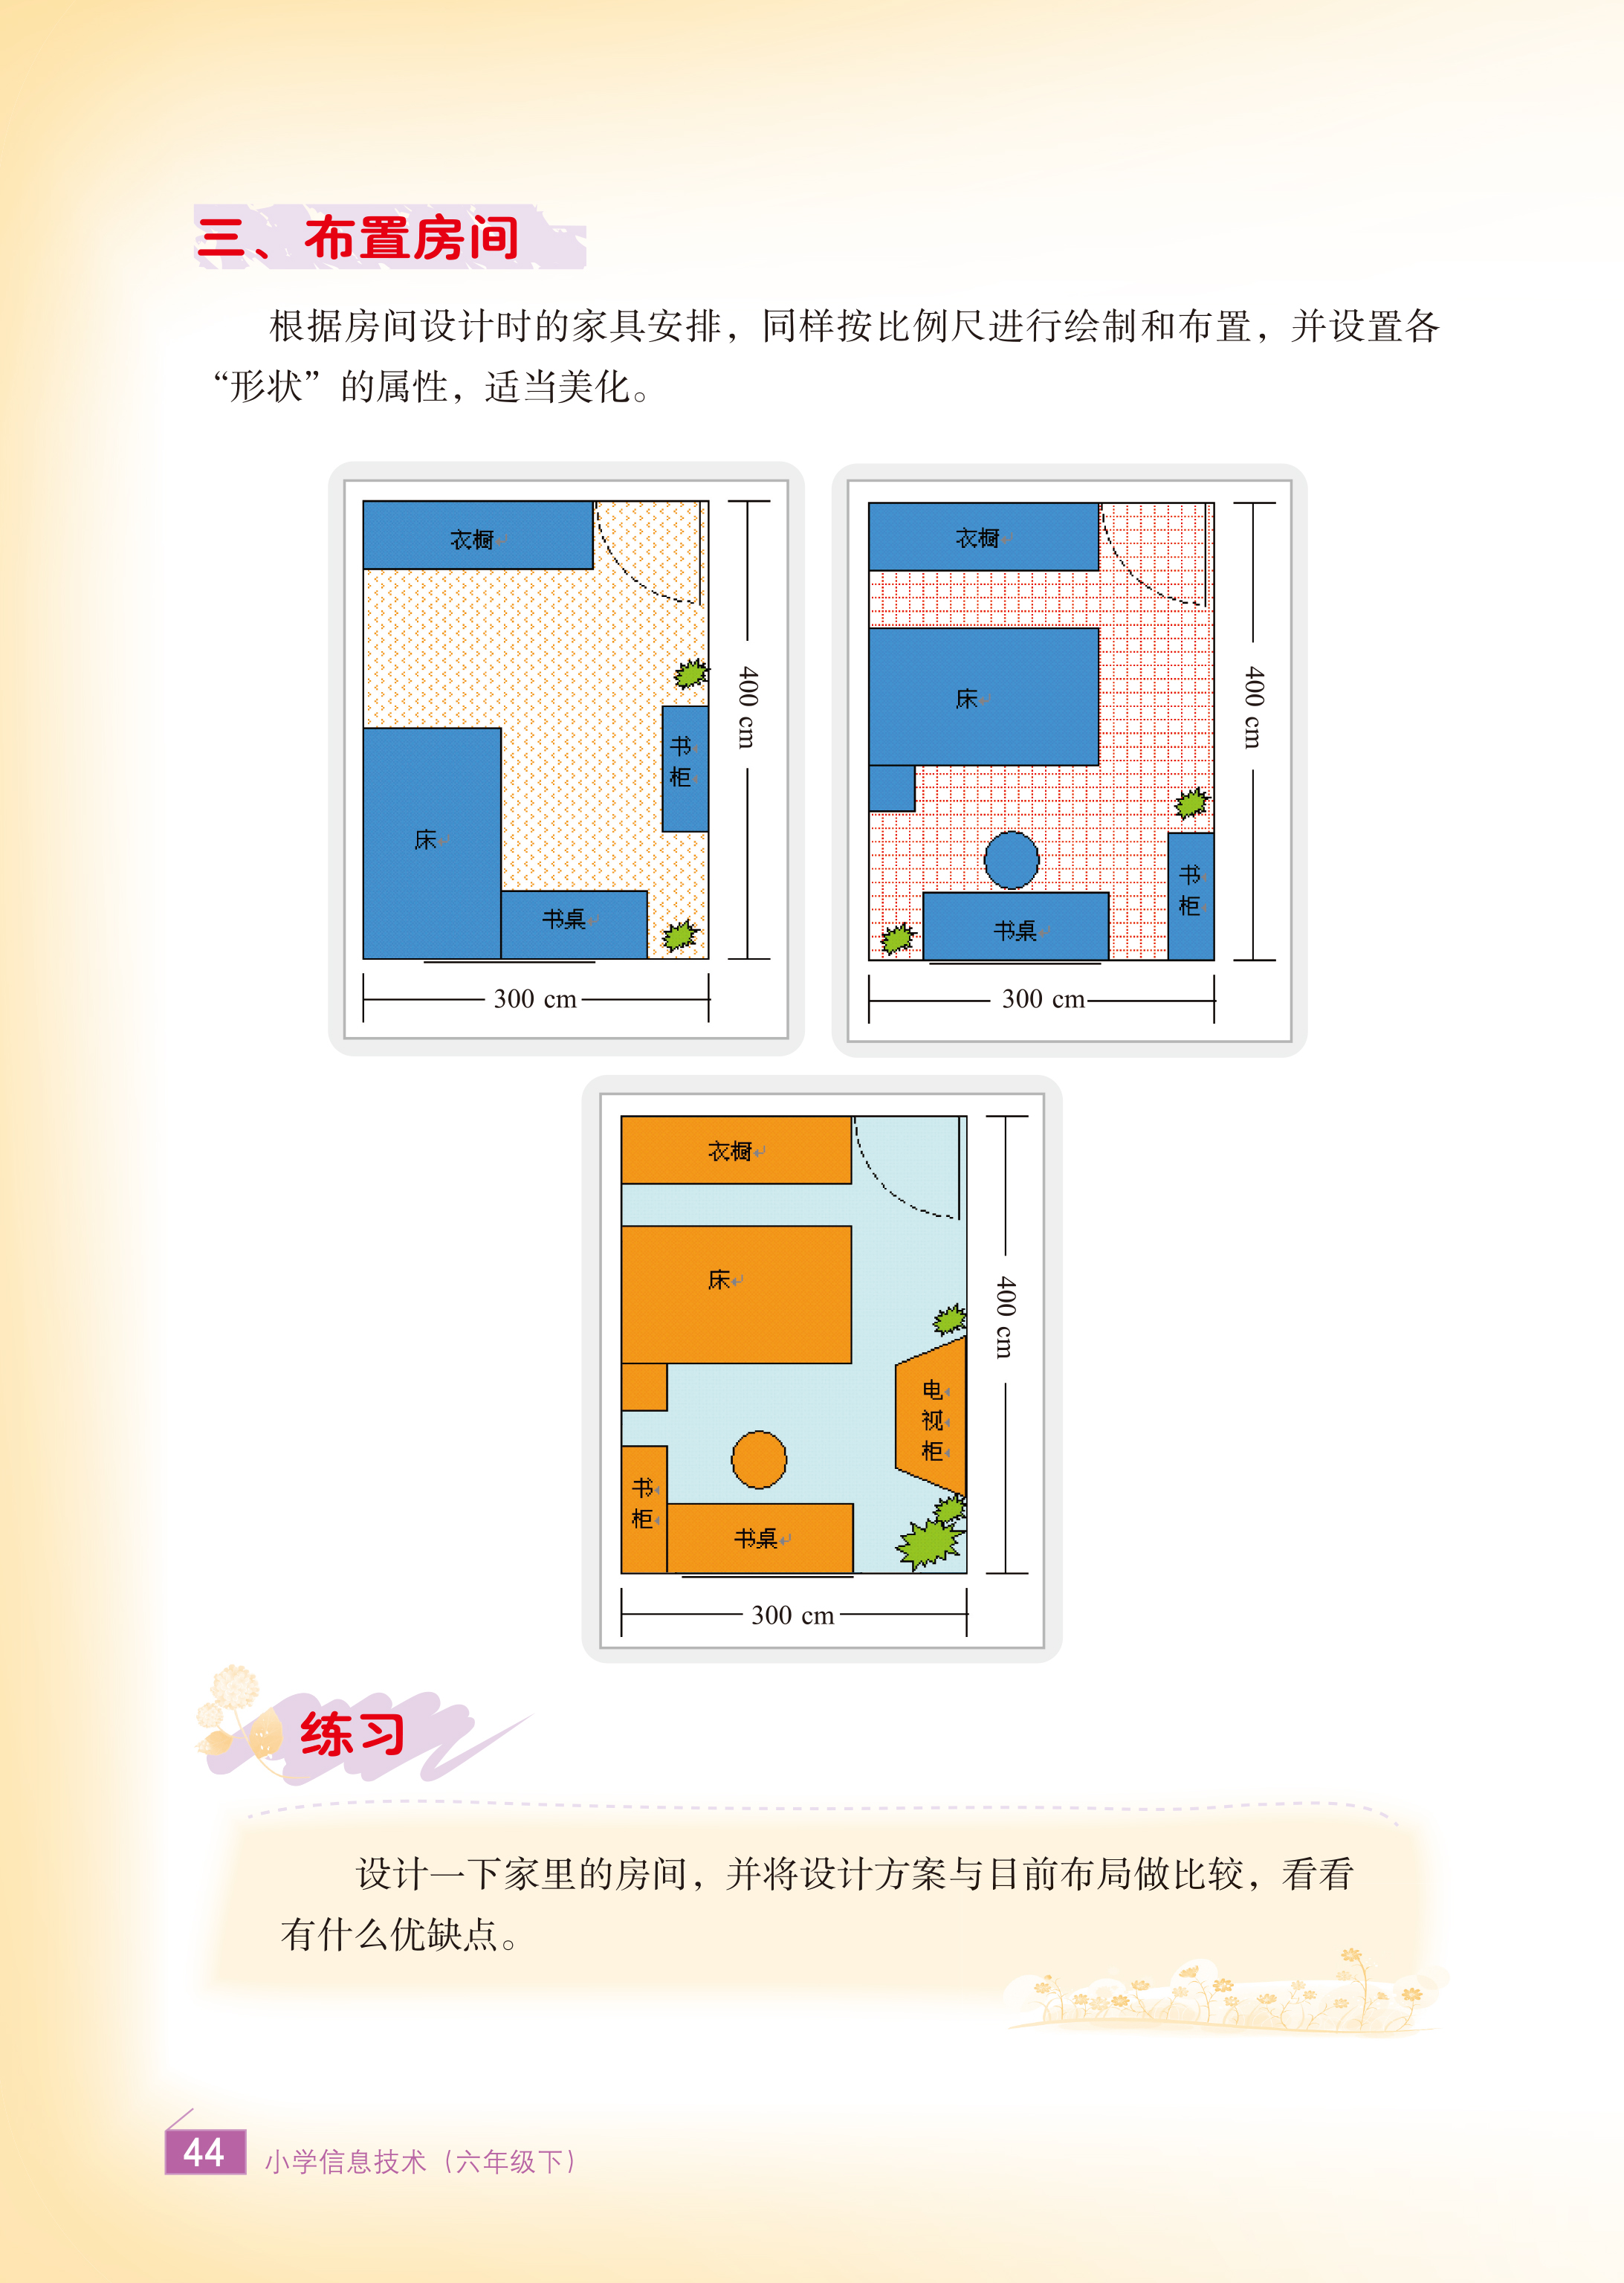 三、布置房间
根据房间设计时的家具安排，同样按比例尺进行绘制和布置，并设置各
“形状”的属性，适当美化。
衣橱
床
书桌
书
柜
400 cm
300 cm
衣橱
床
书桌
书
柜
400 cm
300 cm
衣橱
床
电
视
柜
书
柜
书桌
400 cm
300 cm
练习
设计一下家里的房间，并将设计方案与目前布局做比较，看看
有什么优缺点。
44
小学信息技术（六年级下）